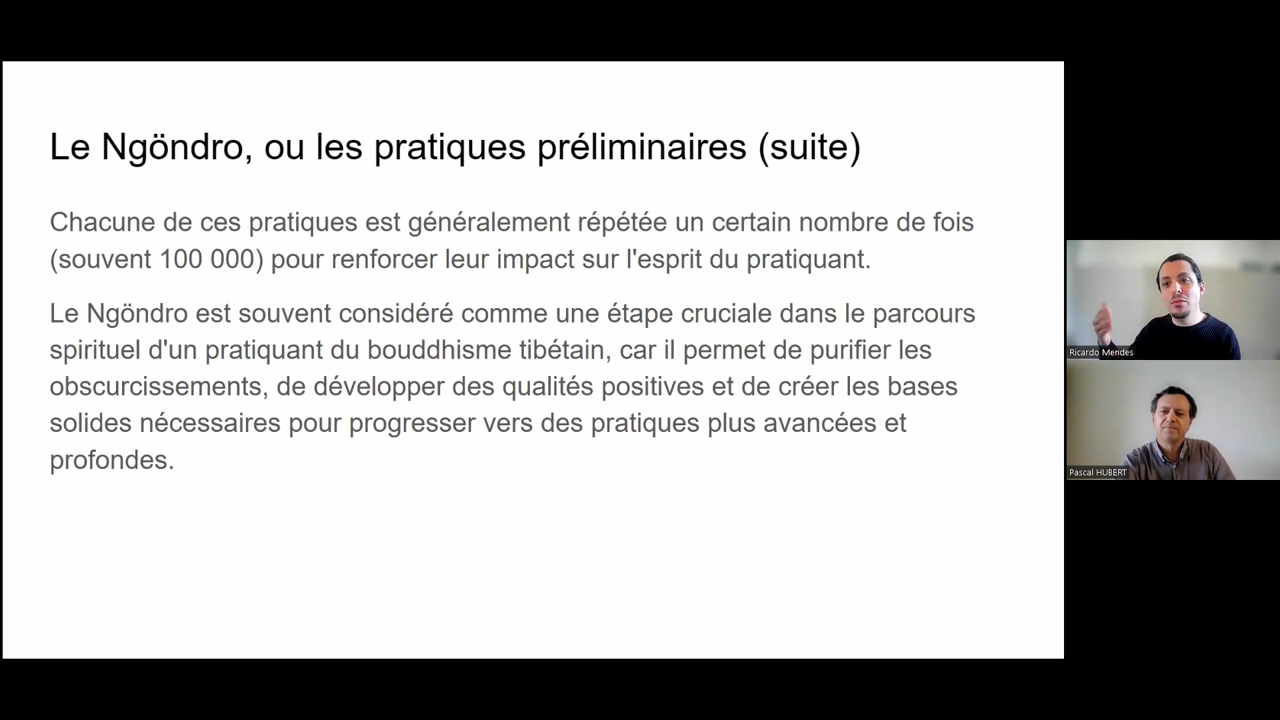 Le Ngöndro, ou les pratiques préliminaires (suite)
Chacune de ces pratiques est généralement répétée un certain nombre de fois
(souvent 100 000) pour renforcer leur impact sur l'esprit du pratiquant.
Le Ngöndro est souvent considéré comme une étape cruciale dans le parcours
spirituel d'un pratiquant du bouddhisme tibétain, car il permet de purifier les
obscurcissements, de développer des qualités positives et de créer les bases
solides nécessaires pour progresser vers des pratiques plus avancées et
profondes.
Ricardo Mendes
Pascal HUBERT